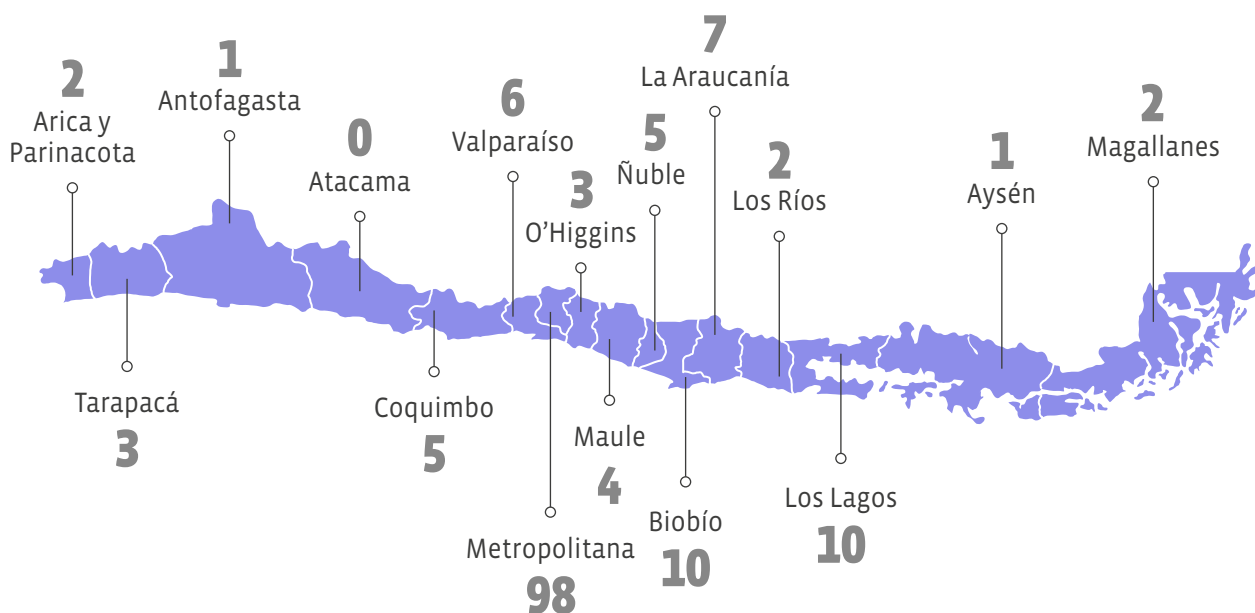 2
Arica y
Parinacota
1
Antofagasta
0
Atacama
6
Valparaíso
3
O’Higgins
5
Ñuble
7
La Araucanía
2
Los Ríos
1
Aysén
2
Magallanes
Tarapacá
3
Coquimbo
5
Metropolitana
98
Maule
4
Biobío
10
Los Lagos
10